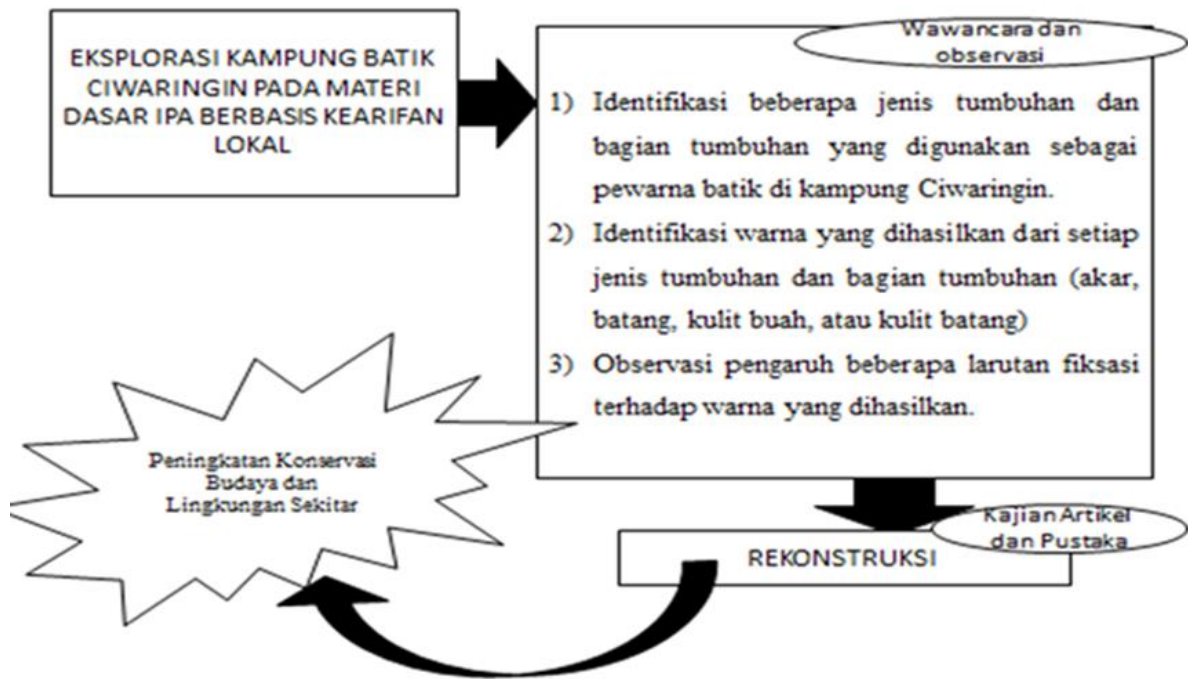 EKSPLORASI KAMPUNG BATIK
CIWARINGIN PADA MATERI
DASAR IPA BERBASIS KEARIFAN
LOKAL
Wawancara dan
observasi
1) Identifikasi beberapa jenis tumbuhan dan
bagian tumbuhan yang digunakan sebagai
pewarna batik di kampung Ciwaringin.
2) Identifikasi warna yang dihasilkan dari setiap
jenis tumbuhan dan bagian tumbuhan (akar,
batang, kulit buah, atau kulit batang)
3) Observasi pengaruh beberapa larutan fiksasi
terhadap warna yang dihasilkan.
Kajian Artikel
dan Pustaka
REKONSTRUKSI
Peningkatan Konservasi
Budaya dan
Lingkungan Sekitar